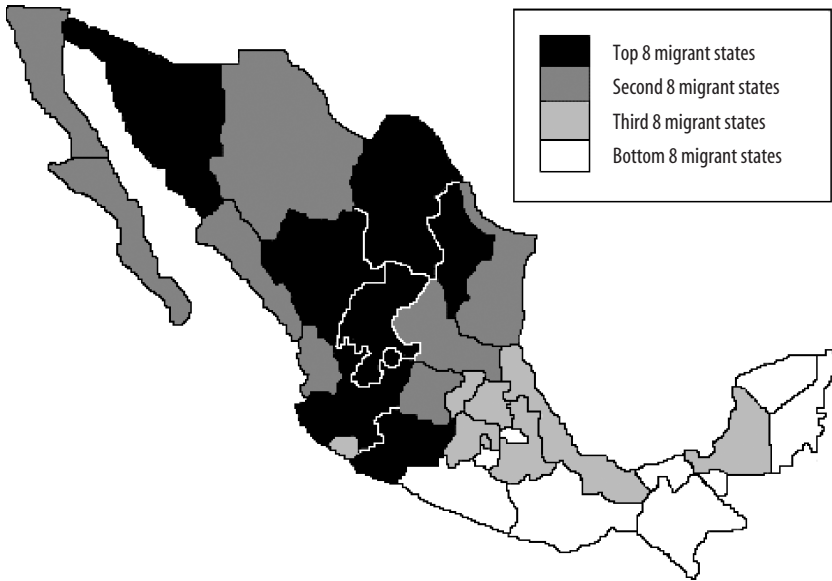 Top 8 migrant states
Second 8 migrant states
Third 8 migrant states
Bottom 8 migrant states